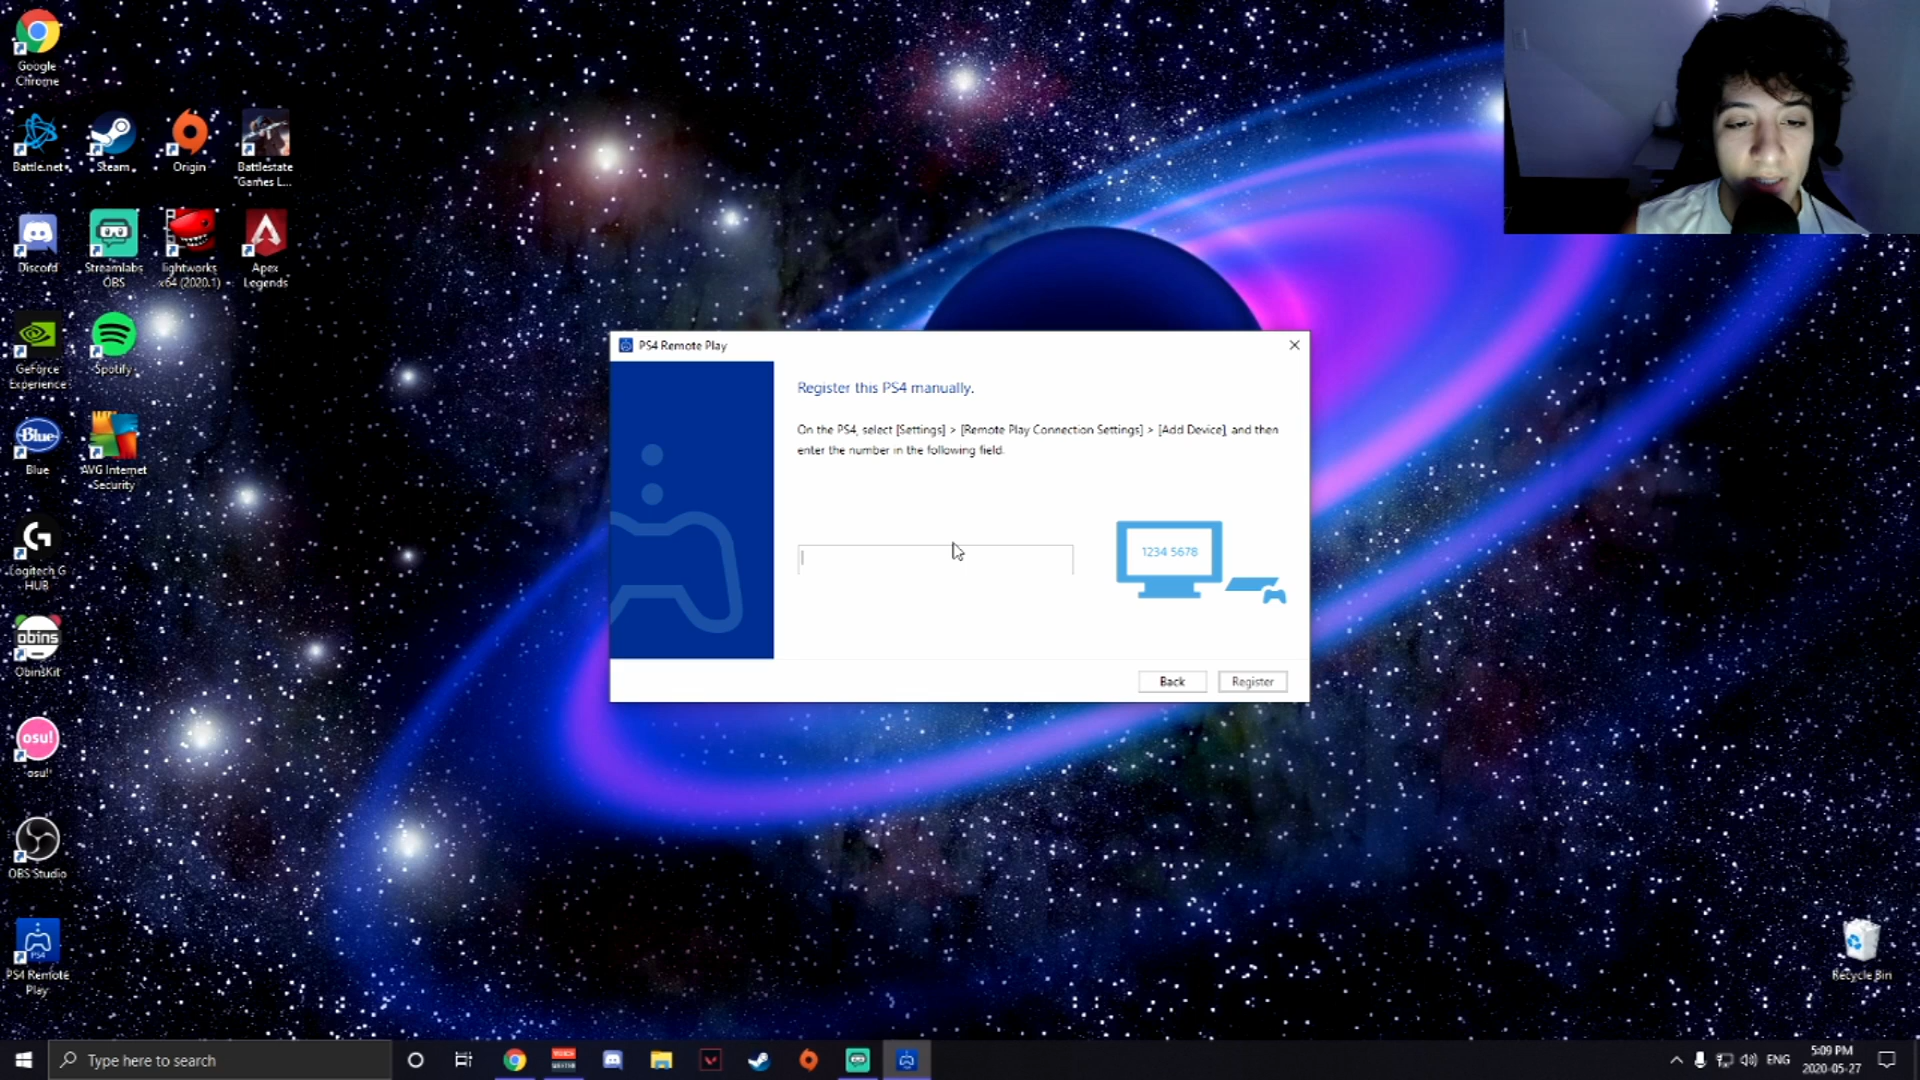 Google
Chrome
Battle.net
Steam
Origin
Battlestate
Games L...
Discord
Streamlabs
OBS
lightworks
x64 (2020.1)
Apex
Legends
GeForce
Experience
Spotify
Blue
Blue
AVG Internet
Security
Logitech G
HUB
obins
ObinsKit
osu!
osu!
OBS Studio
PS4
PS4 Remote
Play
PS4 Remote Play
Register this PS4 manually.
On the PS4, select [Settings] > [Remote Play Connection Settings] > [Add Device], and then
enter the number in the following field.
1234 5678
Back
Register
Recycle Bin
Type here to search
ENG
5:09 PM
2020-05-27